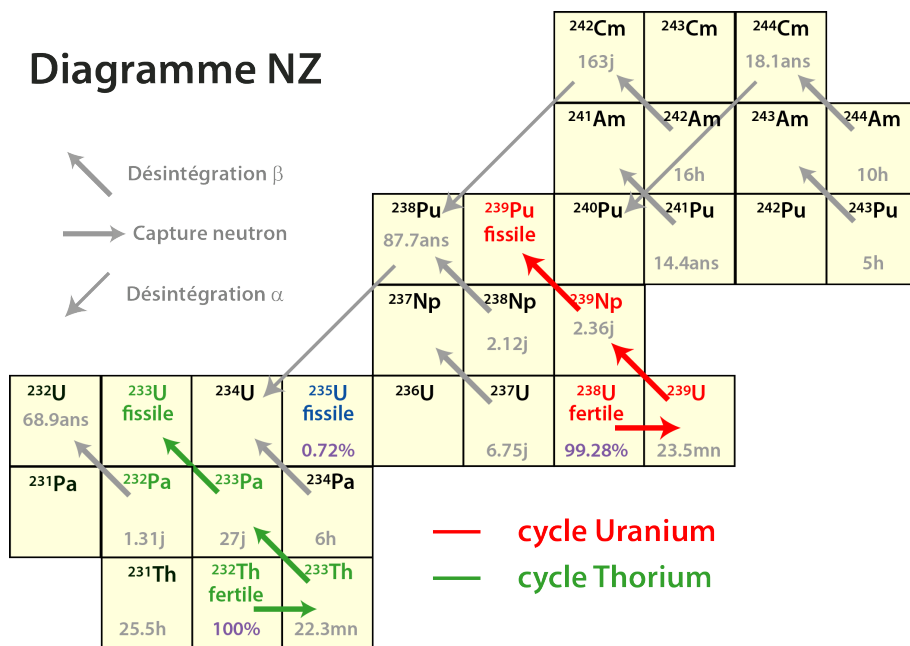 Diagramme NZ
Désintégration β
Capture neutron
Désintégration α
²⁴²Cm ²⁴³Cm ²⁴⁴Cm
163j 18.1ans
²⁴¹Am ²⁴²Am ²⁴³Am ²⁴⁴Am
16h 10h
²³⁸Pu ²³⁹Pu ²⁴⁰Pu ²⁴¹Pu ²⁴²Pu ²⁴³Pu
fissile
87.7ans 14.4ans 5h
²³⁷Np ²³⁸Np ²³⁹Np
2.12j 2.36j
²³²U ²³³U ²³⁴U ²³⁵U ²³⁶U ²³⁷U ²³⁸U ²³⁹U
fissile fissile fertile
68.9ans 0.72% 6.75j 99.28% 23.5mn
²³¹Pa ²³²Pa ²³³Pa ²³⁴Pa
1.31j 27j 6h
²³¹Th ²³²Th ²³³Th
fertile
25.5h 100% 22.3mn
cycle Uranium
cycle Thorium